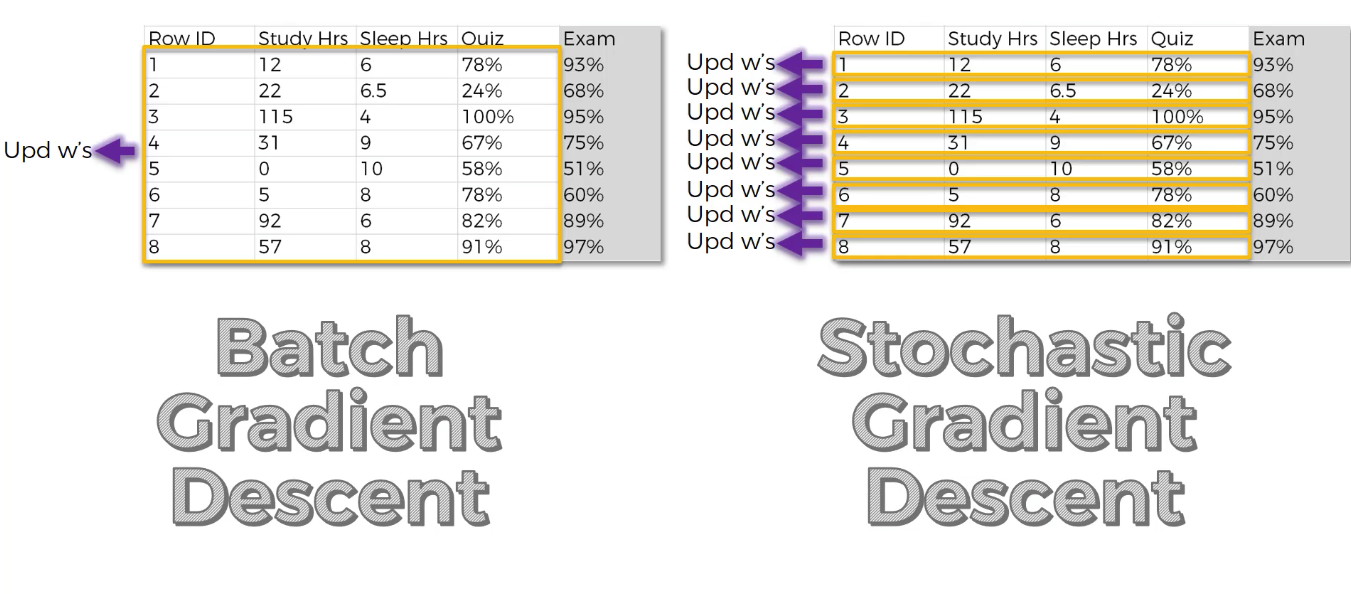 Row ID Study Hrs Sleep Hrs Quiz Exam
1 12 6 78% 93%
2 22 6.5 24% 68%
3 115 4 100% 95%
4 31 9 67% 75%
Upd w's
5 0 10 58% 51%
6 5 8 78% 60%
7 92 6 82% 89%
8 57 8 91% 97%
Batch
Gradient
Descent
Row ID Study Hrs Sleep Hrs Quiz Exam
Upd w's 1 12 6 78% 93%
Upd w's 2 22 6.5 24% 68%
Upd w's 3 115 4 100% 95%
Upd w's 4 31 9 67% 75%
Upd w's 5 0 10 58% 51%
Upd w's 6 5 8 78% 60%
Upd w's 7 92 6 82% 89%
Upd w's 8 57 8 91% 97%
Stochastic
Gradient
Descent